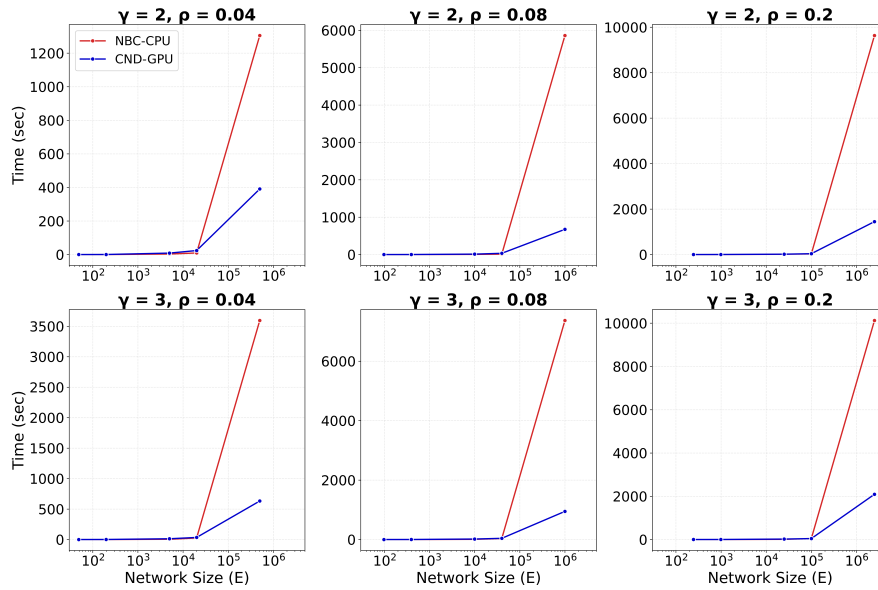 γ = 2, ρ = 0.04
γ = 2, ρ = 0.08
γ = 2, ρ = 0.2
NBC-CPU
CND-GPU
Time (sec)
1200
1000
800
600
400
200
0
10² 10³ 10⁴ 10⁵ 10⁶
6000
5000
4000
3000
2000
1000
0
10² 10³ 10⁴ 10⁵ 10⁶
10000
8000
6000
4000
2000
0
10² 10³ 10⁴ 10⁵ 10⁶
γ = 3, ρ = 0.04
γ = 3, ρ = 0.08
γ = 3, ρ = 0.2
Time (sec)
3500
3000
2500
2000
1500
1000
500
0
10² 10³ 10⁴ 10⁵ 10⁶
Network Size (E)
6000
4000
2000
0
10² 10³ 10⁴ 10⁵ 10⁶
Network Size (E)
10000
8000
6000
4000
2000
0
10² 10³ 10⁴ 10⁵ 10⁶
Network Size (E)